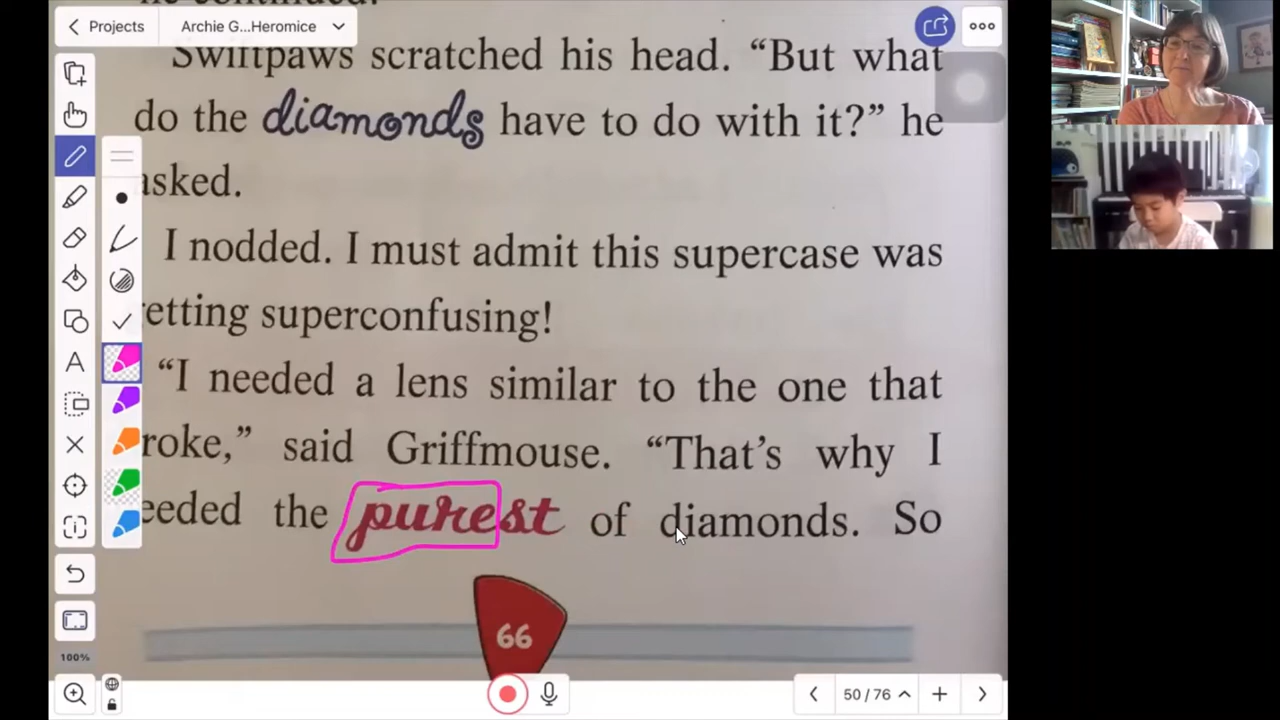 Projects
Archie G...Heromice
he continued.
Swiftpaws scratched his head. “But what
do the diamonds have to do with it?” he
asked.
I nodded. I must admit this supercase was
etting superconfusing!
“I needed a lens similar to the one that
roke,” said Griffmouse. “That’s why I
eeded the purest of diamonds. So
66
100%
50 / 76